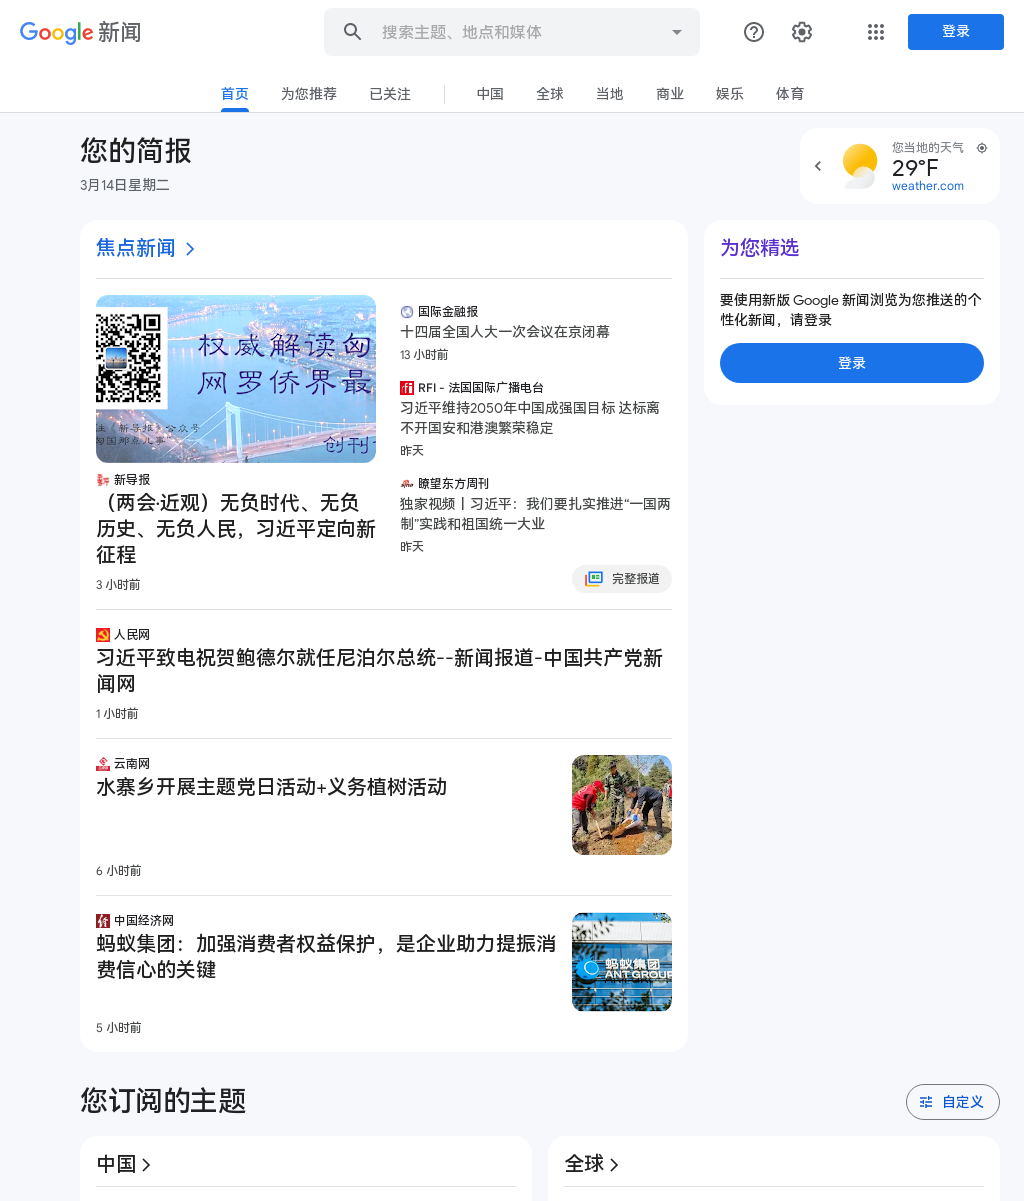 Google 新闻
搜索主题、地点和媒体
登录
首页
为您推荐
已关注
中国
全球
当地
商业
娱乐
体育
您的简报
3月14日星期二
您当地的天气
29°F
weather.com
焦点新闻
权威解读匈
网罗侨界最
创刊
新导报
（两会·近观）无负时代、无负
历史、无负人民，习近平定向新
征程
3 小时前
国际金融报
十四届全国人大一次会议在京闭幕
13 小时前
RFI - 法国国际广播电台
习近平维持2050年中国成强国目标 达标离
不开国安和港澳繁荣稳定
昨天
瞭望东方周刊
独家视频丨习近平：我们要扎实推进“一国两
制”实践和祖国统一大业
昨天
完整报道
人民网
习近平致电祝贺鲍德尔就任尼泊尔总统--新闻报道-中国共产党新
闻网
1 小时前
云南网
水寨乡开展主题党日活动+义务植树活动
6 小时前
中国经济网
蚂蚁集团：加强消费者权益保护，是企业助力提振消
费信心的关键
5 小时前
蚂蚁集团
ANT GROUP
为您精选
要使用新版 Google 新闻浏览为您推送的个
性化新闻，请登录
登录
您订阅的主题
自定义
中国
全球